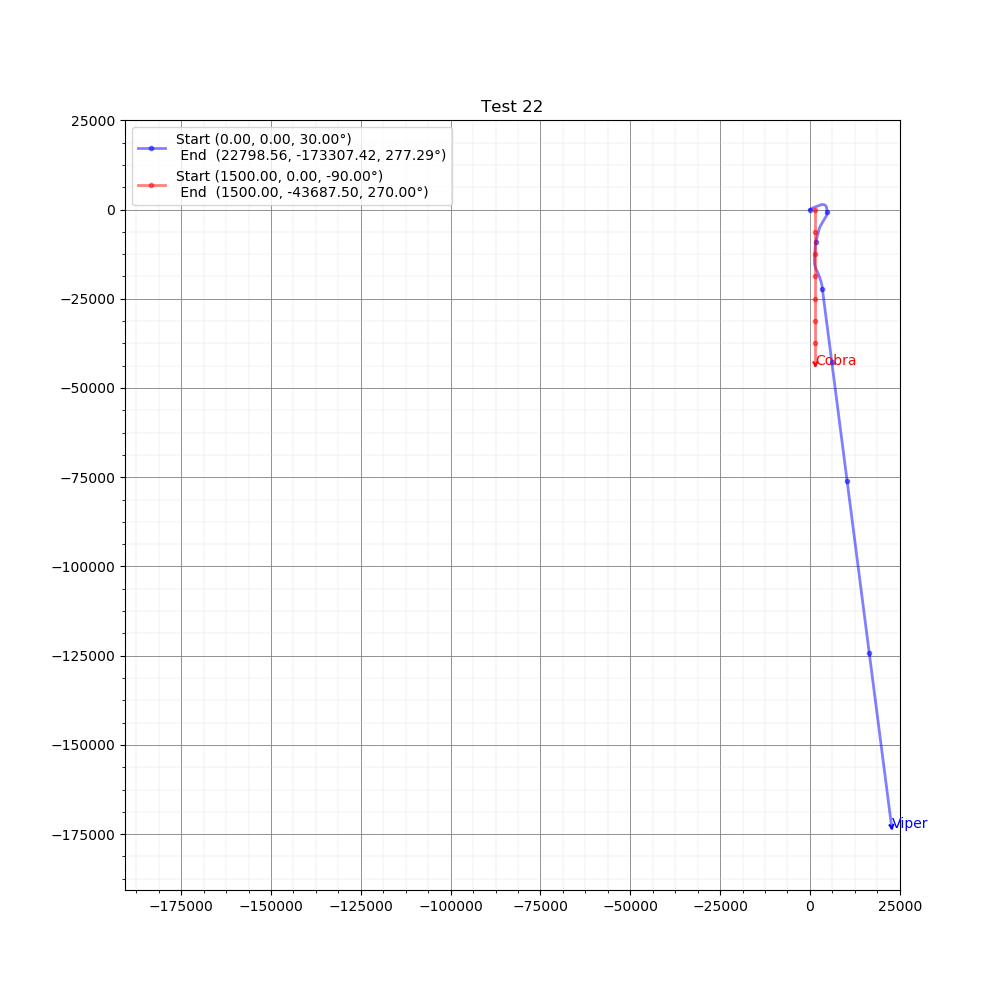 Test 22
Start (0.00, 0.00, 30.00°)
End (22798.56, -173307.42, 277.29°)
Start (1500.00, 0.00, -90.00°)
End (1500.00, -43687.50, 270.00°)
25000
0
−25000
−50000
−75000
−100000
−125000
−150000
−175000
Cobra
Viper
−175000 −150000 −125000 −100000 −75000 −50000 −25000 0 25000